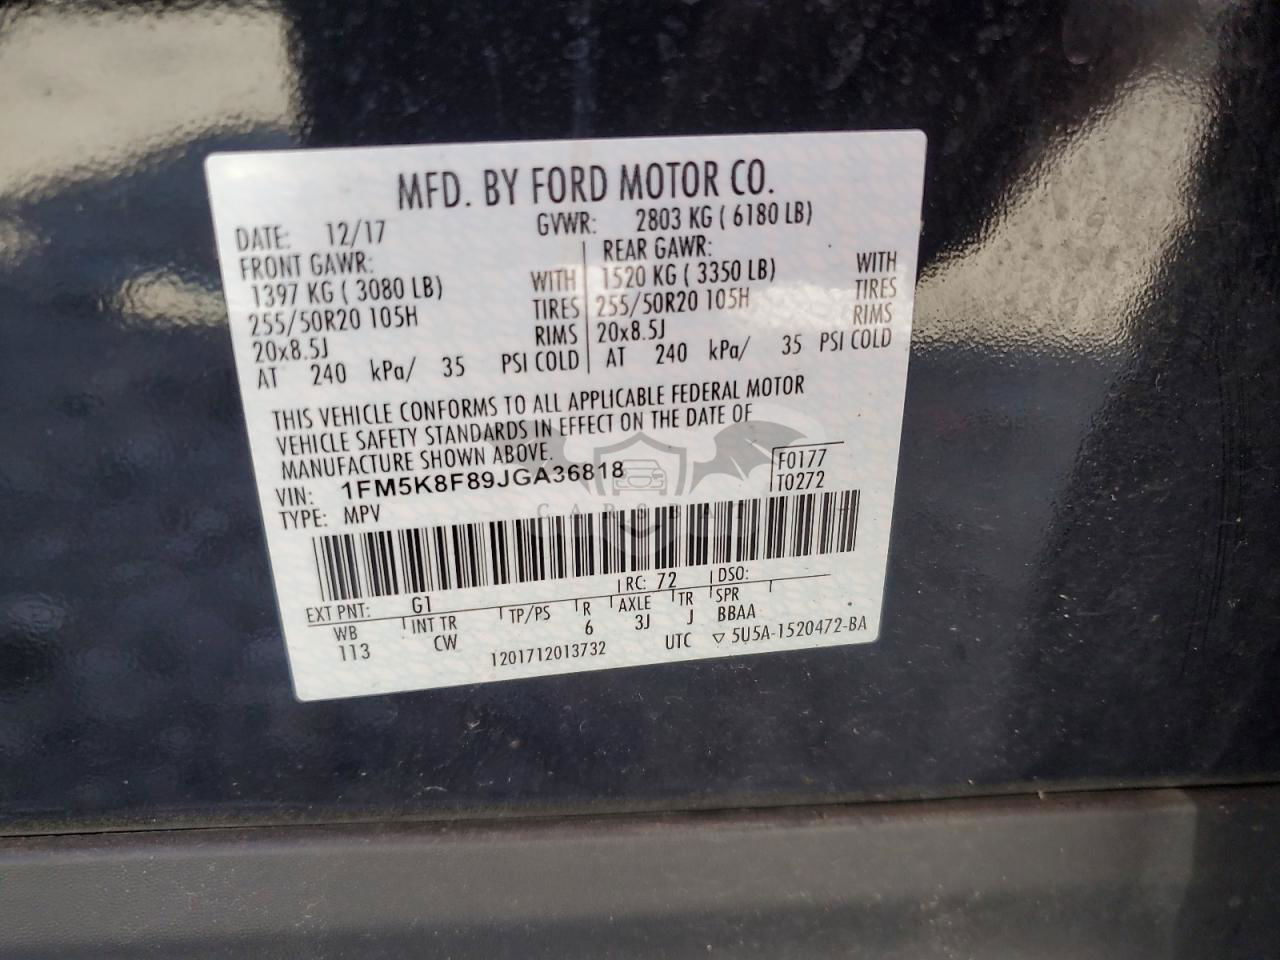 MFD. BY FORD MOTOR CO.
DATE: 12/17 GVWR: 2803 KG ( 6180 LB)
FRONT GAWR: REAR GAWR:
1397 KG ( 3080 LB) WITH 1520 KG ( 3350 LB) WITH
255/50R20 105H TIRES 255/50R20 105H TIRES
20x8.5J RIMS 20x8.5J RIMS
AT 240 kPa/ 35 PSI COLD AT 240 kPa/ 35 PSI COLD
THIS VEHICLE CONFORMS TO ALL APPLICABLE FEDERAL MOTOR
VEHICLE SAFETY STANDARDS IN EFFECT ON THE DATE OF
MANUFACTURE SHOWN ABOVE.
VIN: 1FM5K8F89JGA36818 F0177
TYPE: MPV T0272
EXT PNT: G1 RC: 72 DSO:
WB INT TR TP/PS R AXLE TR SPR
113 CW 6 3J J BBAA
1201712013732 UTC ▽ 5U5A-1520472-BA